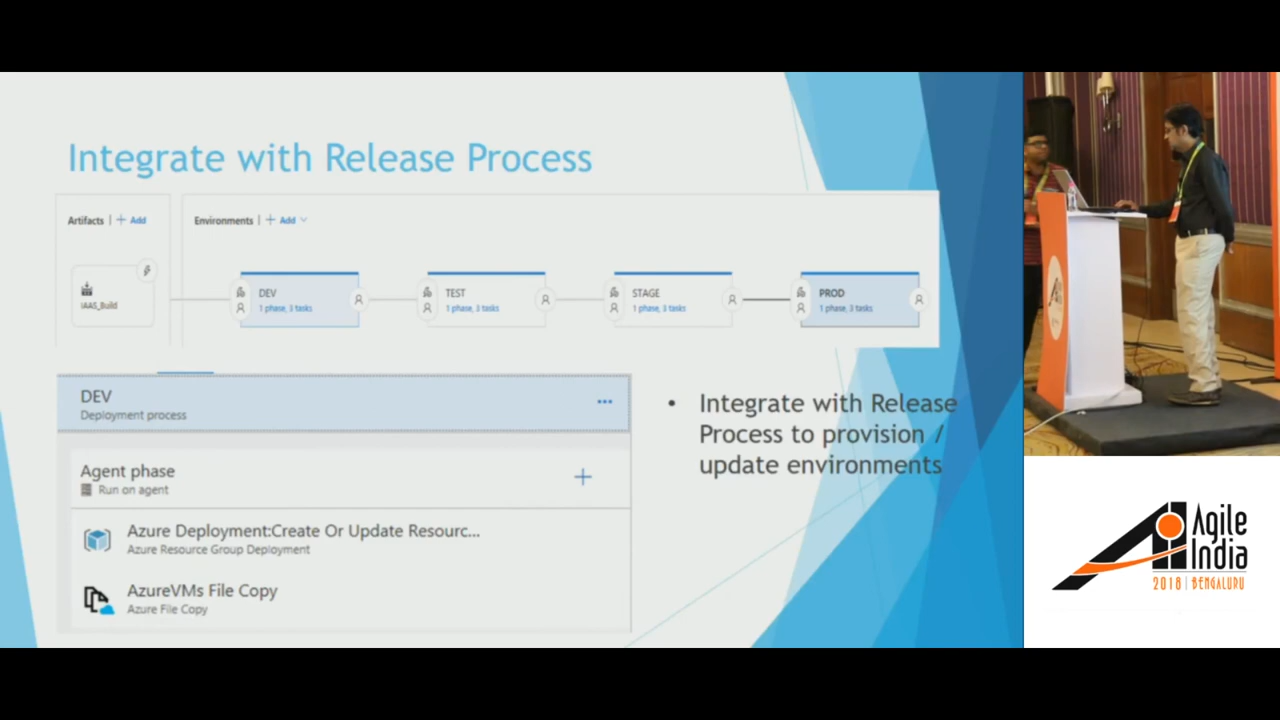 Integrate with Release Process
Artifacts | + Add
Environments | + Add
IAAS_Build
DEV
1 phase, 3 tasks
TEST
1 phase, 3 tasks
STAGE
1 phase, 3 tasks
PROD
1 phase, 3 tasks
DEV
Deployment process
Agent phase
Run on agent
Azure Deployment:Create Or Update Resourc...
Azure Resource Group Deployment
AzureVMs File Copy
Azure File Copy
• Integrate with Release
Process to provision /
update environments
Agile
India
2018 | BENGALURU